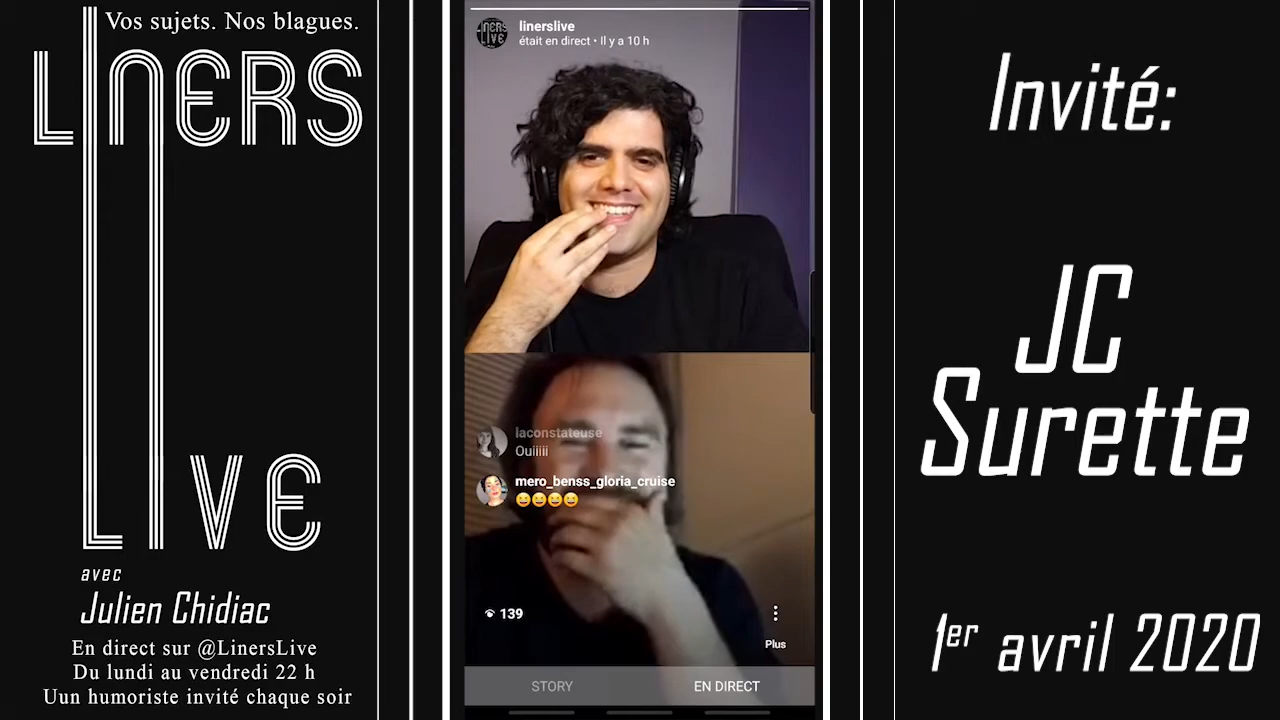 Vos sujets. Nos blagues.
LINERS
LIVE
avec
Julien Chidiac
En direct sur @LinersLive
Du lundi au vendredi 22 h
Uun humoriste invité chaque soir
LINERS
LIVE
linerslive
était en direct • Il y a 10 h
laconstateuse
Ouiiiii
mero_benss_gloria_cruise
😀😀😀😀
139
Plus
STORY
EN DIRECT
Invité:
JC
Surette
1er avril 2020